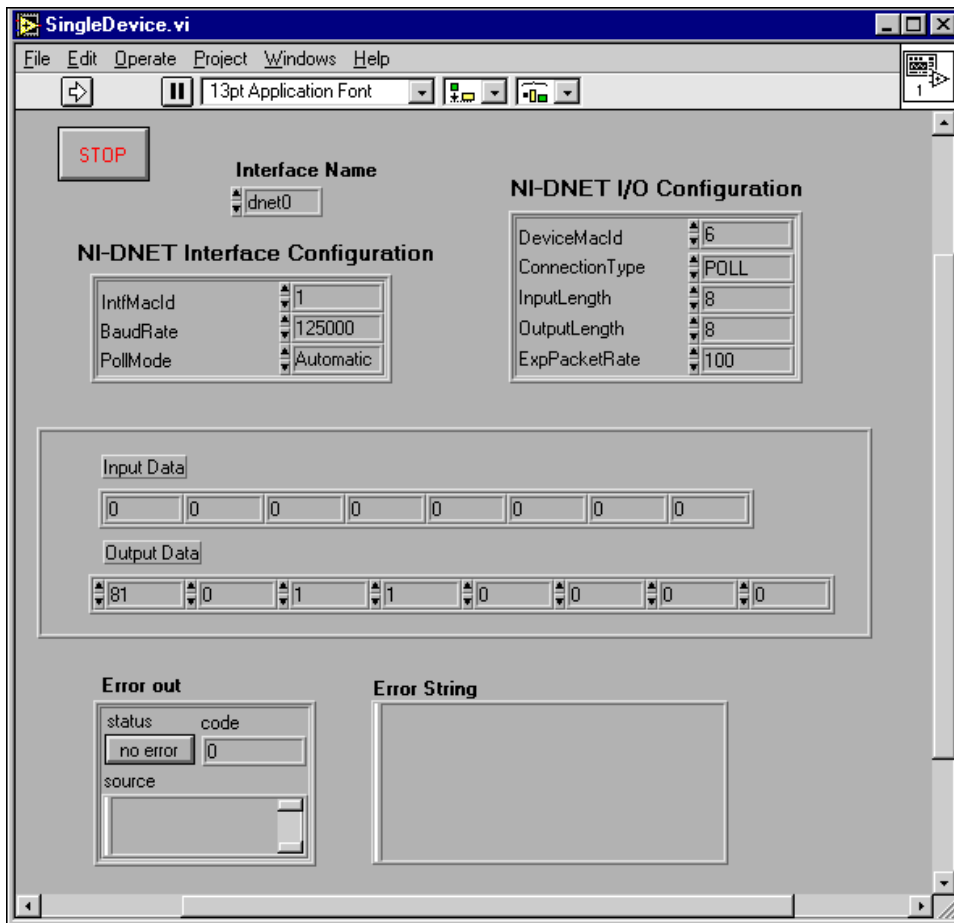 SingleDevice.vi
File Edit Operate Project Windows Help
13pt Application Font
1
STOP
Interface Name
dnet0
NI-DNET Interface Configuration
IntfMacId 1
BaudRate 125000
PollMode Automatic
NI-DNET I/O Configuration
DeviceMacId 6
ConnectionType POLL
InputLength 8
OutputLength 8
ExpPacketRate 100
Input Data
0 0 0 0 0 0 0 0
Output Data
81 0 1 1 0 0 0 0
Error out
status code
no error 0
source
Error String